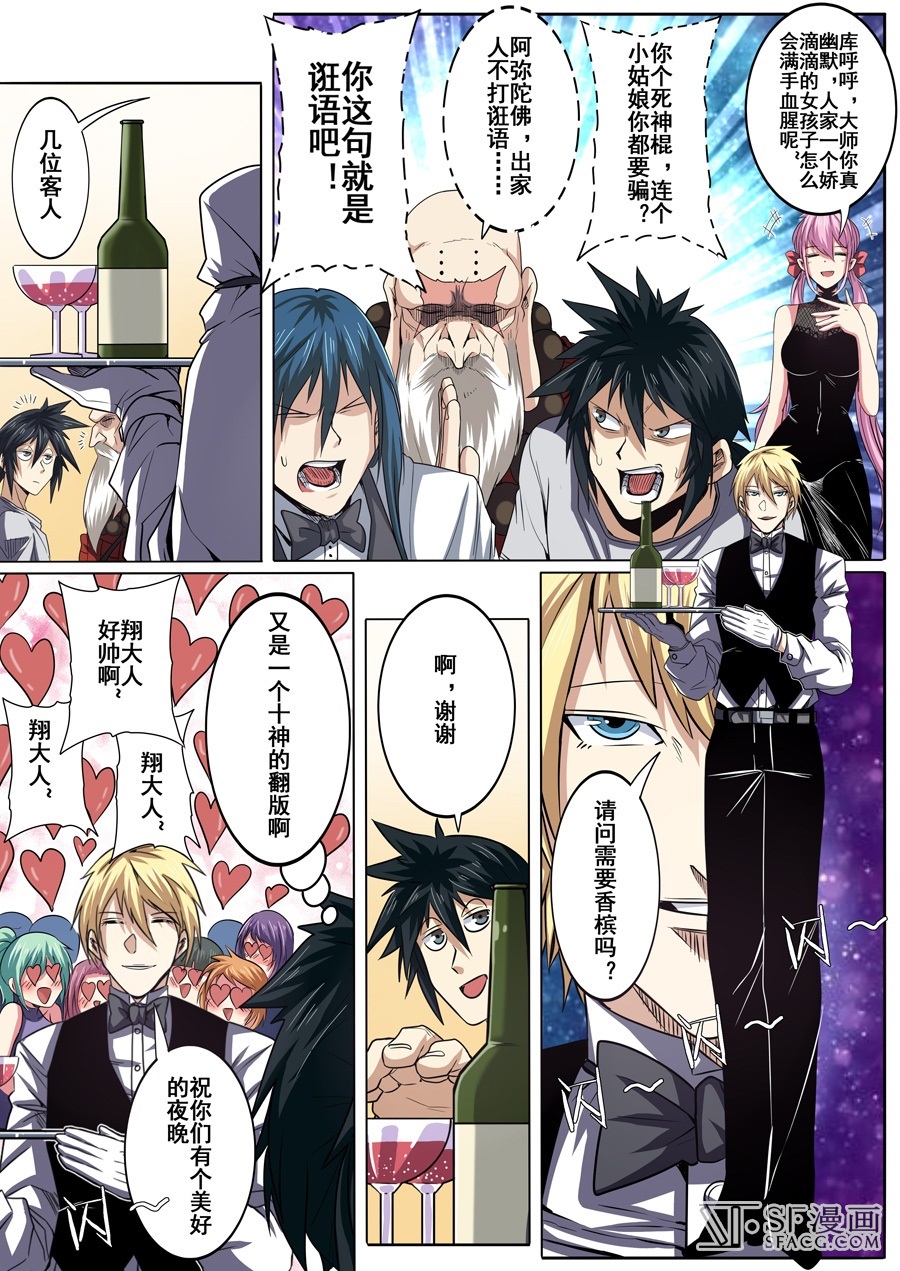 库呼呼，大师你真
幽默，人家一个娇
滴滴的女孩子怎么
会满手血腥呢~
你个死神棍，连个
小姑娘你都要骗？
阿弥陀佛，出家
人不打诳语……
你这句就是
诳语吧！
几位客人
请问需要香槟吗？
闪～
闪～
闪～
啊，谢谢
又是一个十神的翻版啊
翔大人
好帅啊~
翔大人~
翔大人~
祝你们有个美好
的夜晚
闪～
SF漫画
SFACG.COM